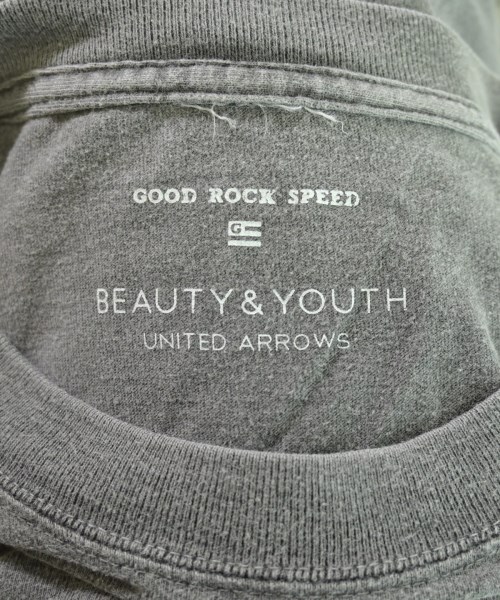 GOOD ROCK SPEED
G
BEAUTY & YOUTH
UNITED ARROWS